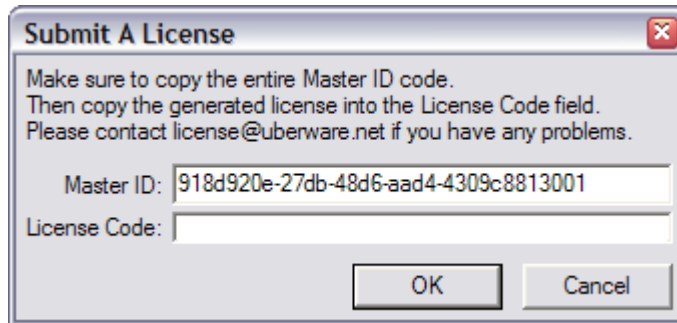 Submit A License
Make sure to copy the entire Master ID code.
Then copy the generated license into the License Code field.
Please contact license@uberware.net if you have any problems.
Master ID: 918d920e-27db-48d6-aad4-4309c8813001
License Code:
OK Cancel